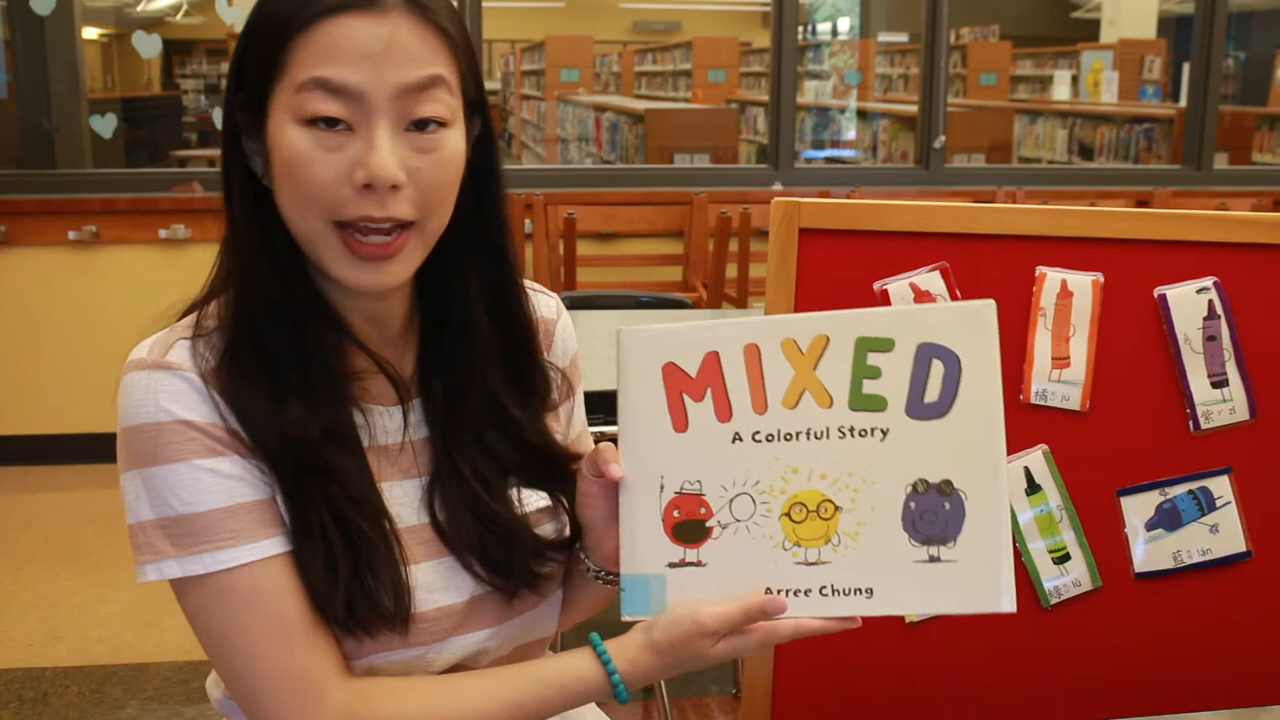 MIXED
A Colorful Story
Arree Chung
橘 jú
紫 zǐ
綠 lǜ
藍 lán